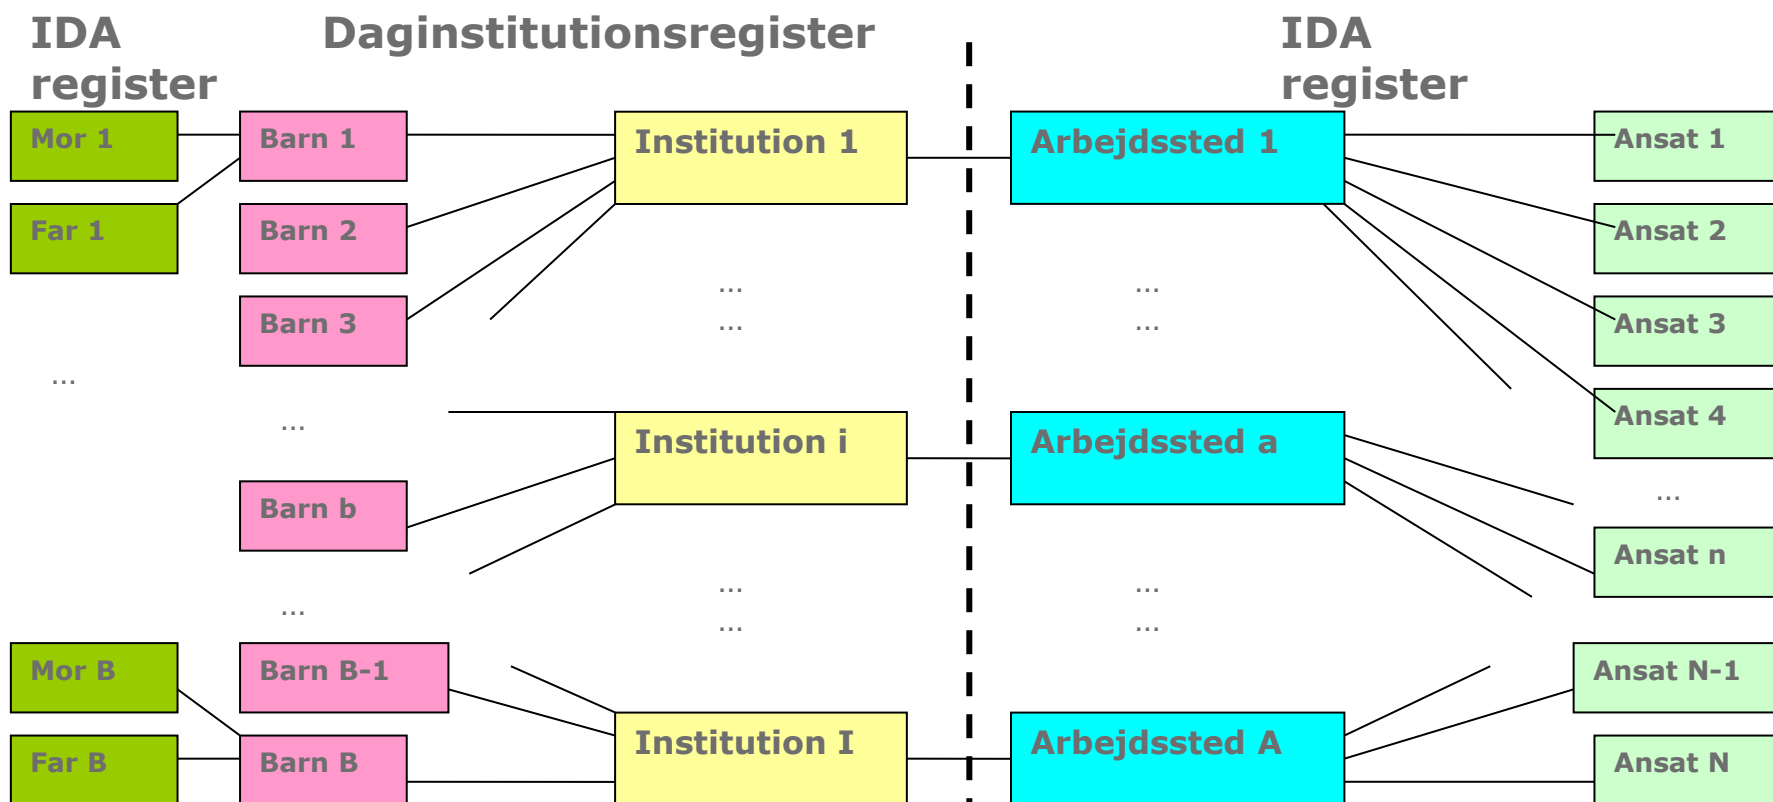 IDA
register
Daginstitutionsregister
IDA
register
Mor 1
Barn 1
Institution 1
Arbejdssted 1
Ansat 1
Far 1
Barn 2
Ansat 2
...
...
Barn 3
...
...
Ansat 3
...
...
Institution i
Arbejdssted a
Ansat 4
Barn b
...
Ansat n
...
...
...
...
...
Mor B
Barn B-1
Ansat N-1
Far B
Barn B
Institution I
Arbejdssted A
Ansat N